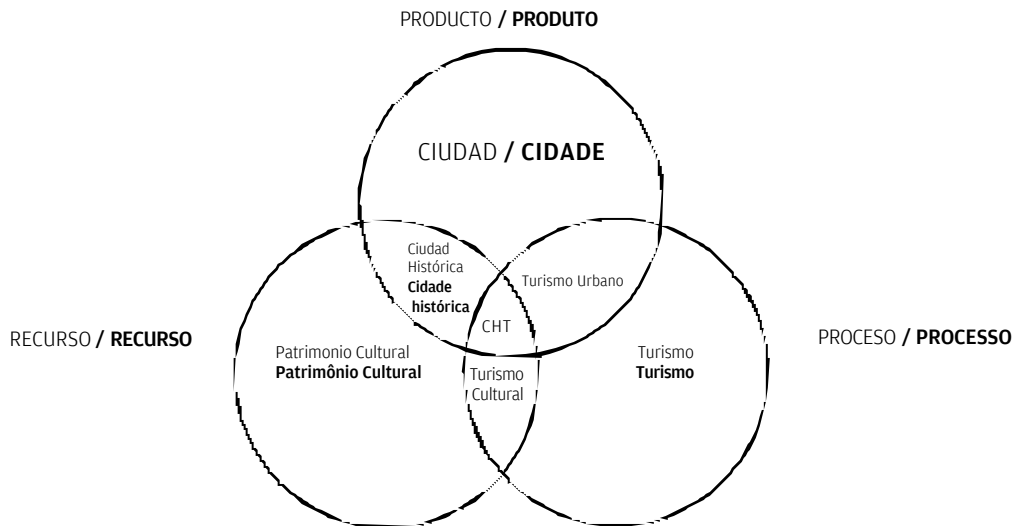 PRODUCTO / PRODUTO
CIUDAD / CIDADE
Ciudad
Histórica
Cidade
histórica
Turismo Urbano
CHT
RECURSO / RECURSO
PROCESO / PROCESSO
Patrimonio Cultural
Patrimônio Cultural
Turismo
Cultural
Turismo
Turismo